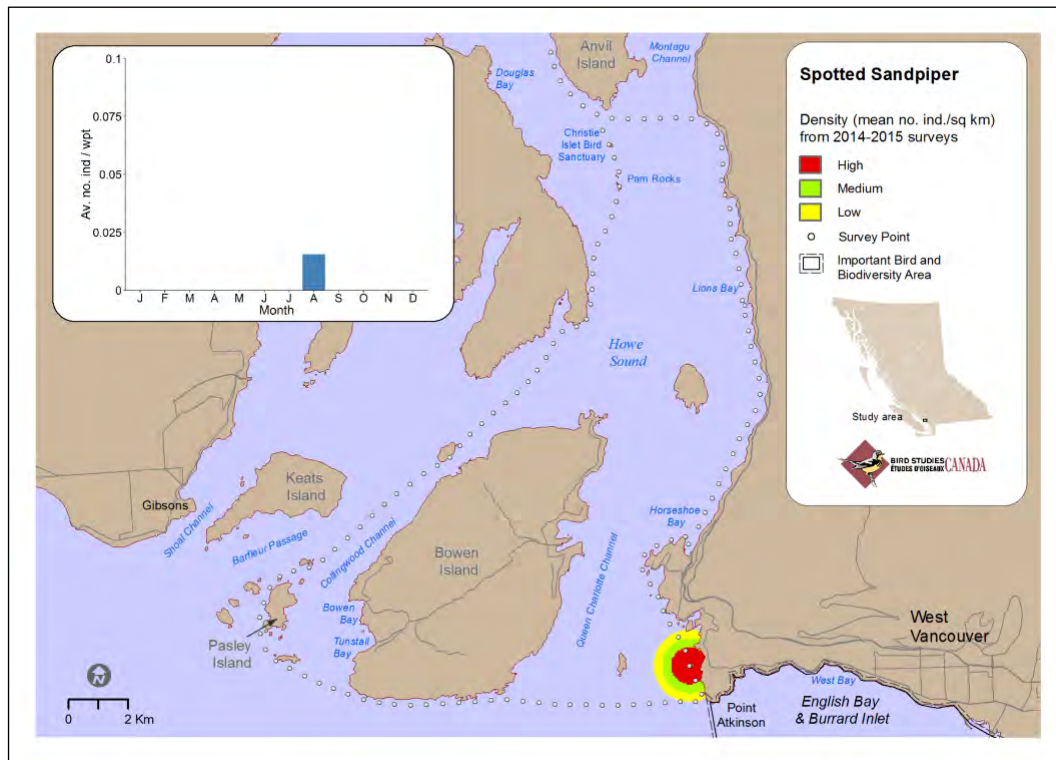 0.1
0.075
0.05
0.025
0
Av. no. ind / wpt
J F M A M J J A S O N D
Month
Anvil
Island
Montagu
Channel
Douglas
Bay
Christie
Islet Bird
Sanctuary
Pam Rocks
Lions Bay
Howe
Sound
Keats
Island
Gibsons
Shoal Channel
Barfleur Passage
Collingwood Channel
Horseshoe
Bay
Bowen
Island
Queen Charlotte Channel
Bowen
Bay
Tunstall
Bay
Pasley
Island
West
Vancouver
West Bay
Point
Atkinson
English Bay
& Burrard Inlet
N
0 2 Km
Spotted Sandpiper
Density (mean no. ind./sq km)
from 2014-2015 surveys
High
Medium
Low
Survey Point
Important Bird and
Biodiversity Area
Study area
BIRD STUDIES
ÉTUDES D'OISEAUX
CANADA